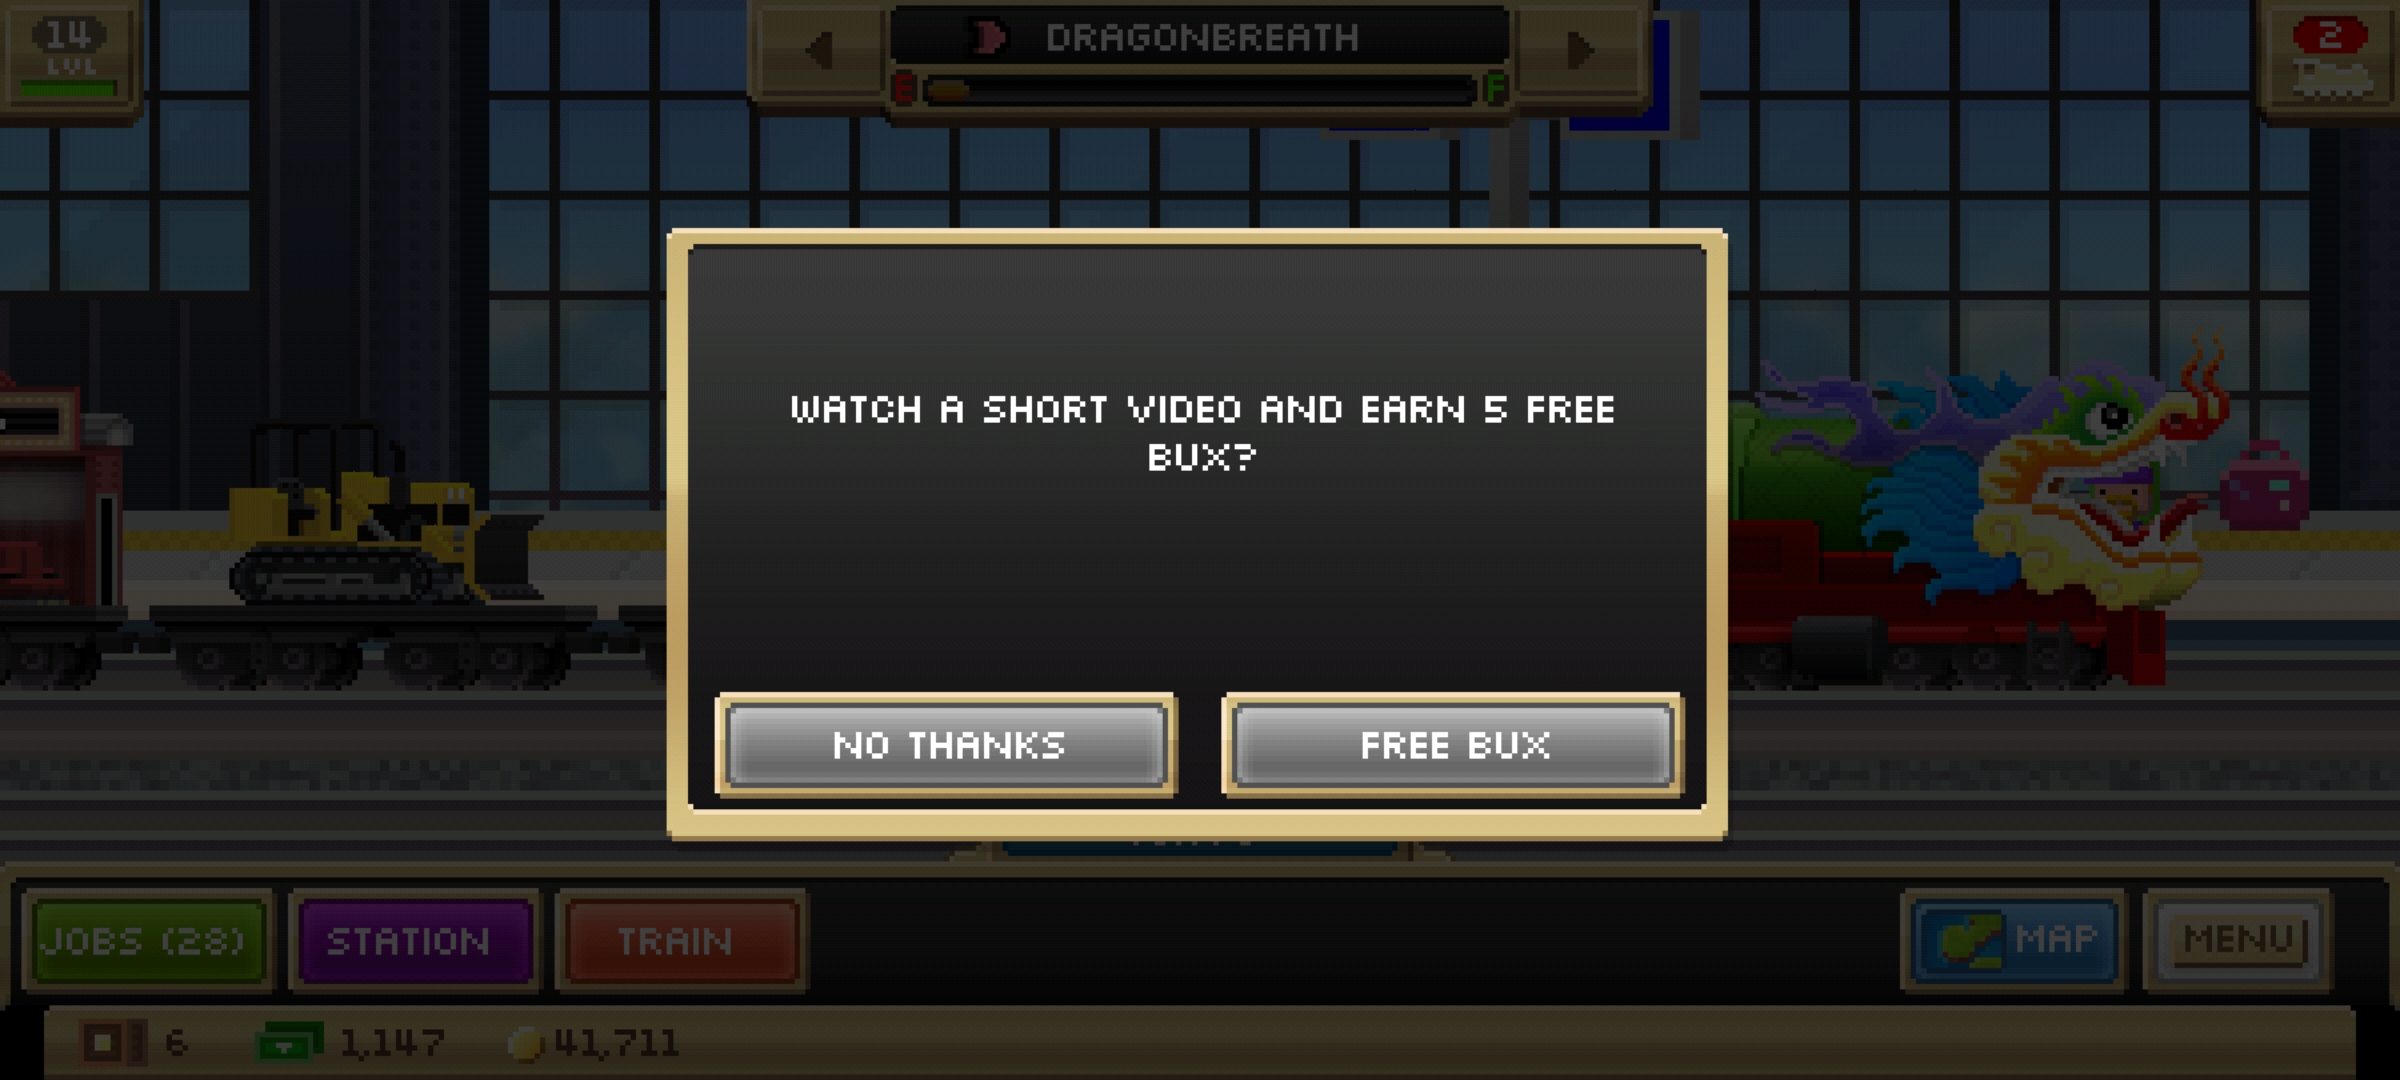 14
LVL
DRAGONBREATH
E
F
2
WATCH A SHORT VIDEO AND EARN 5 FREE
BUX?
NO THANKS
FREE BUX
JOBS (28)
STATION
TRAIN
MAP
MENU
6
1,147
41,711